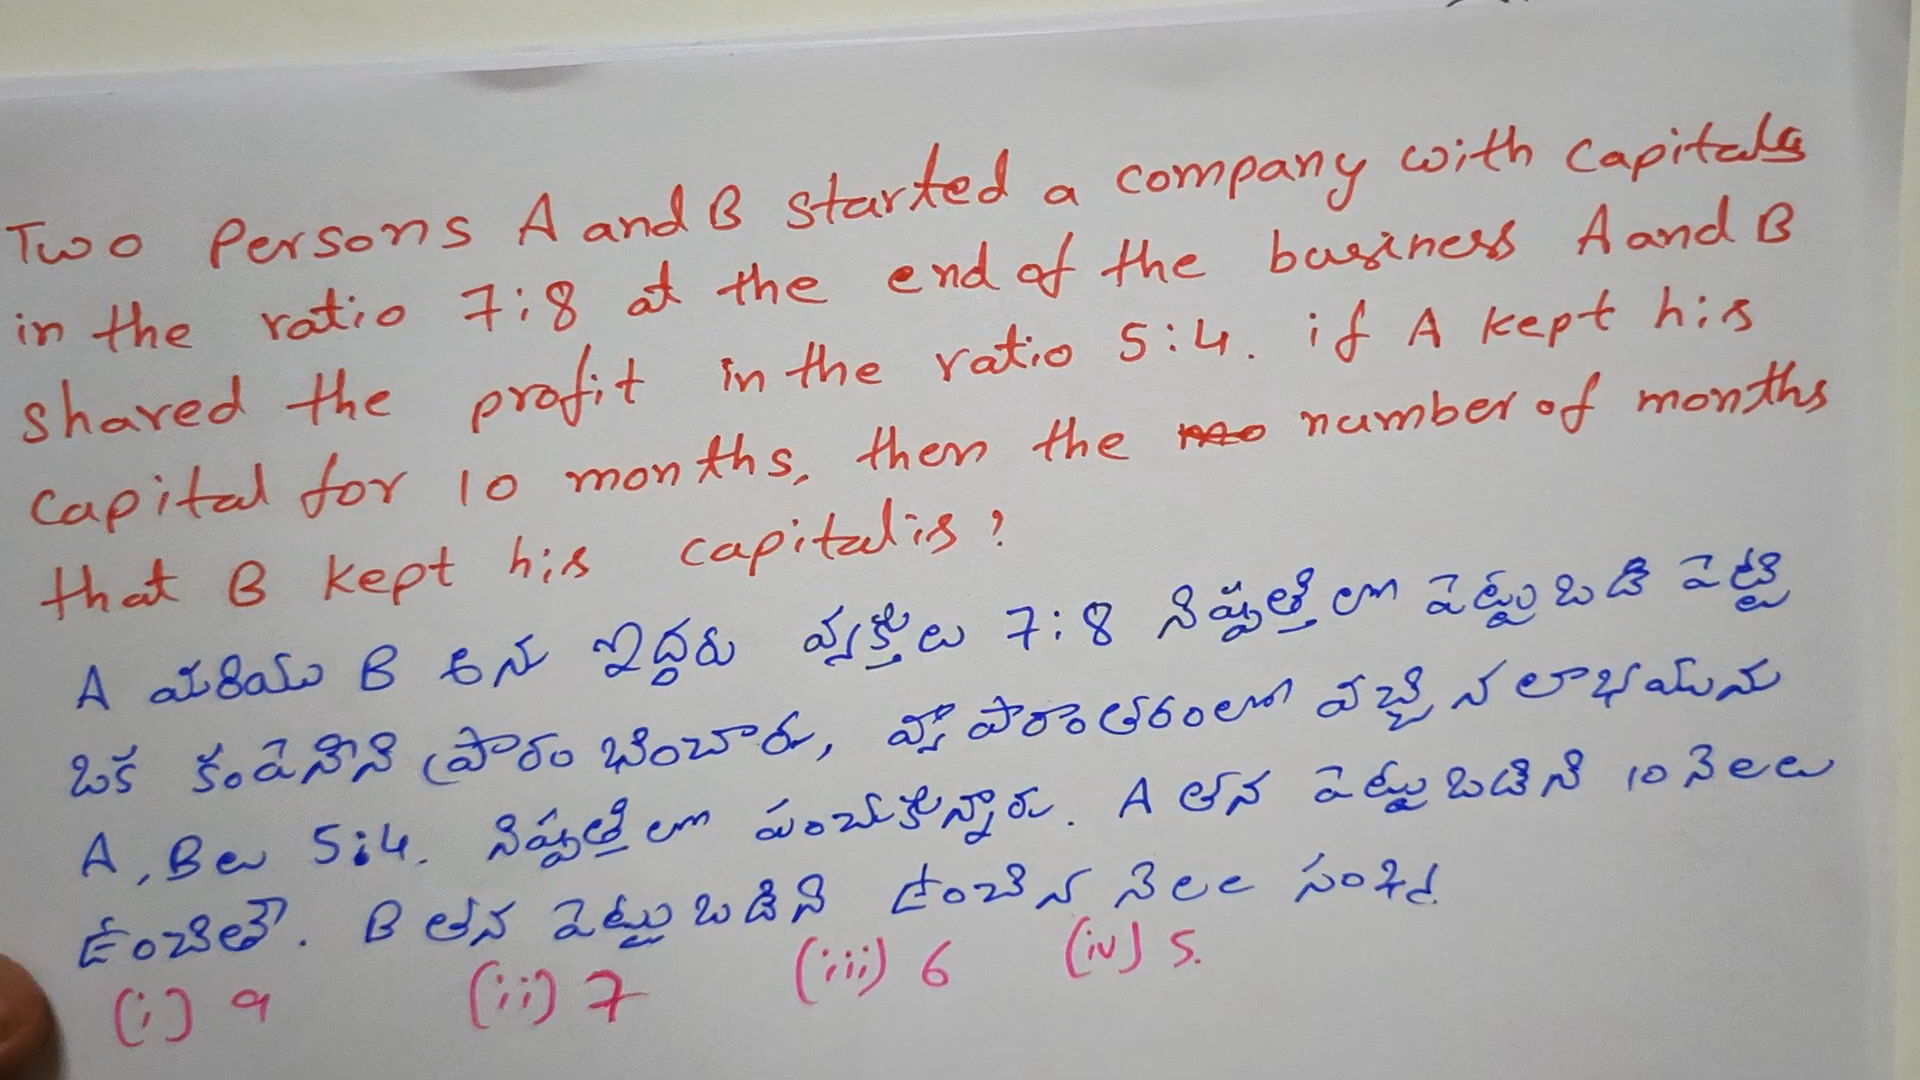 Two Persons A and B started a company with capitals
in the ratio 7:8 at the end of the business A and B
shared the profit in the ratio 5:4. if A kept his
capital for 10 months, then the number of months
that B kept his capital is?
A మరియు B అను ఇద్దరు వ్యక్తులు 7:8 నిష్పత్తిలో పెట్టుబడి పెట్టి
ఒక కంపెనీని ప్రారంభించారు, వ్యాపారాంతరంలో వచ్చిన లాభమును
A, B లు 5:4. నిష్పత్తిలో పంచుకొన్నారు. A తన పెట్టుబడిని 10 నెలలు
ఉంచితే. B తన పెట్టుబడిని ఉంచిన నెలల సంఖ్య
(i) 9 (ii) 7 (iii) 6 (iv) 5.